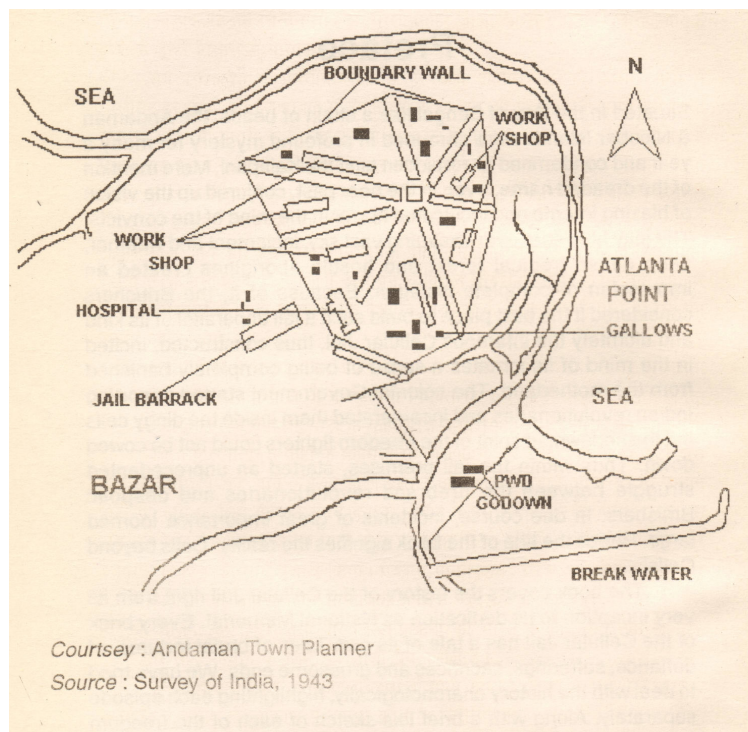 BOUNDARY WALL
N
SEA
WORK
SHOP
WORK
SHOP
ATLANTA
POINT
HOSPITAL
GALLOWS
JAIL BARRACK
SEA
BAZAR
PWD
GODOWN
BREAK WATER
Courtsey : Andaman Town Planner
Source : Survey of India, 1943